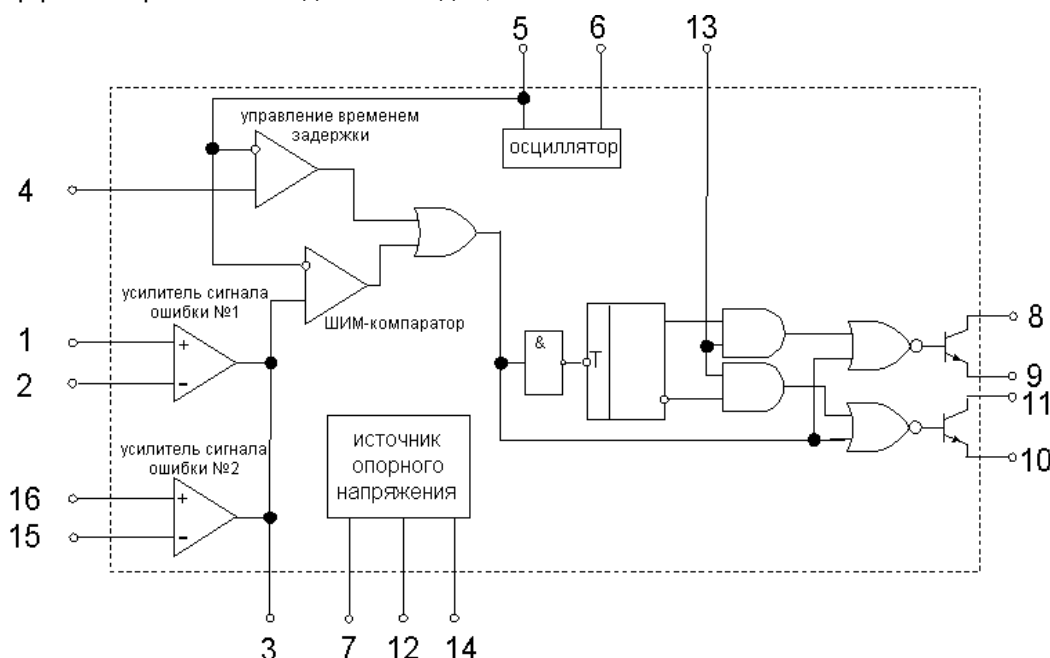 5 6 13
управление временем
задержки
осциллятор
4
усилитель сигнала
ошибки №1
ШИМ-компаратор
1
+
2
-
&
T
8
9
11
10
усилитель сигнала
ошибки №2
источник
опорного
напряжения
16
+
15
-
3 7 12 14